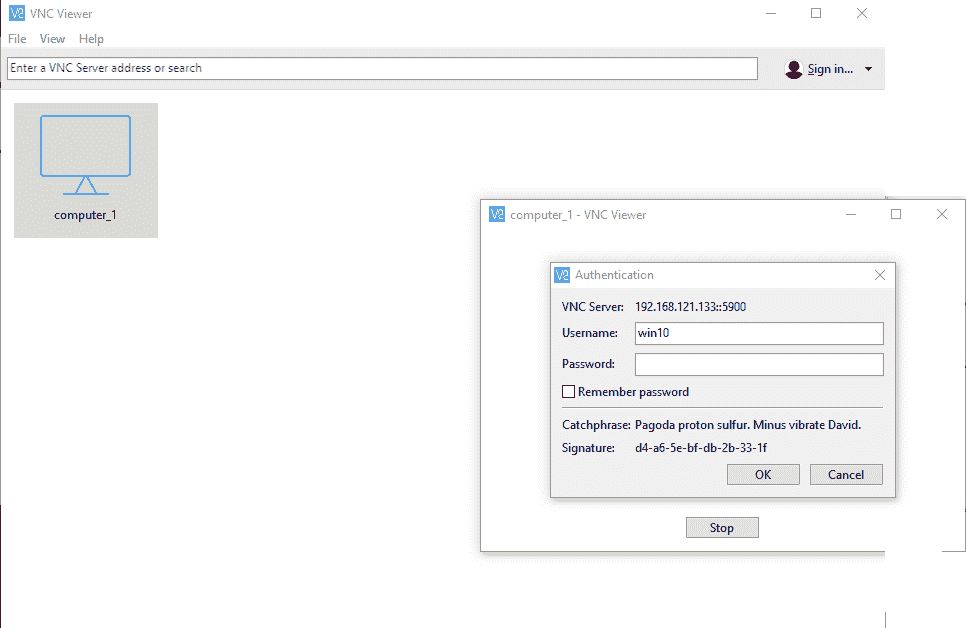 VNC Viewer
File View Help
Enter a VNC Server address or search
Sign in...
computer_1
computer_1 - VNC Viewer
Authentication
VNC Server: 192.168.121.133::5900
Username: win10
Password:
Remember password
Catchphrase: Pagoda proton sulfur. Minus vibrate David.
Signature: d4-a6-5e-bf-db-2b-33-1f
OK Cancel
Stop